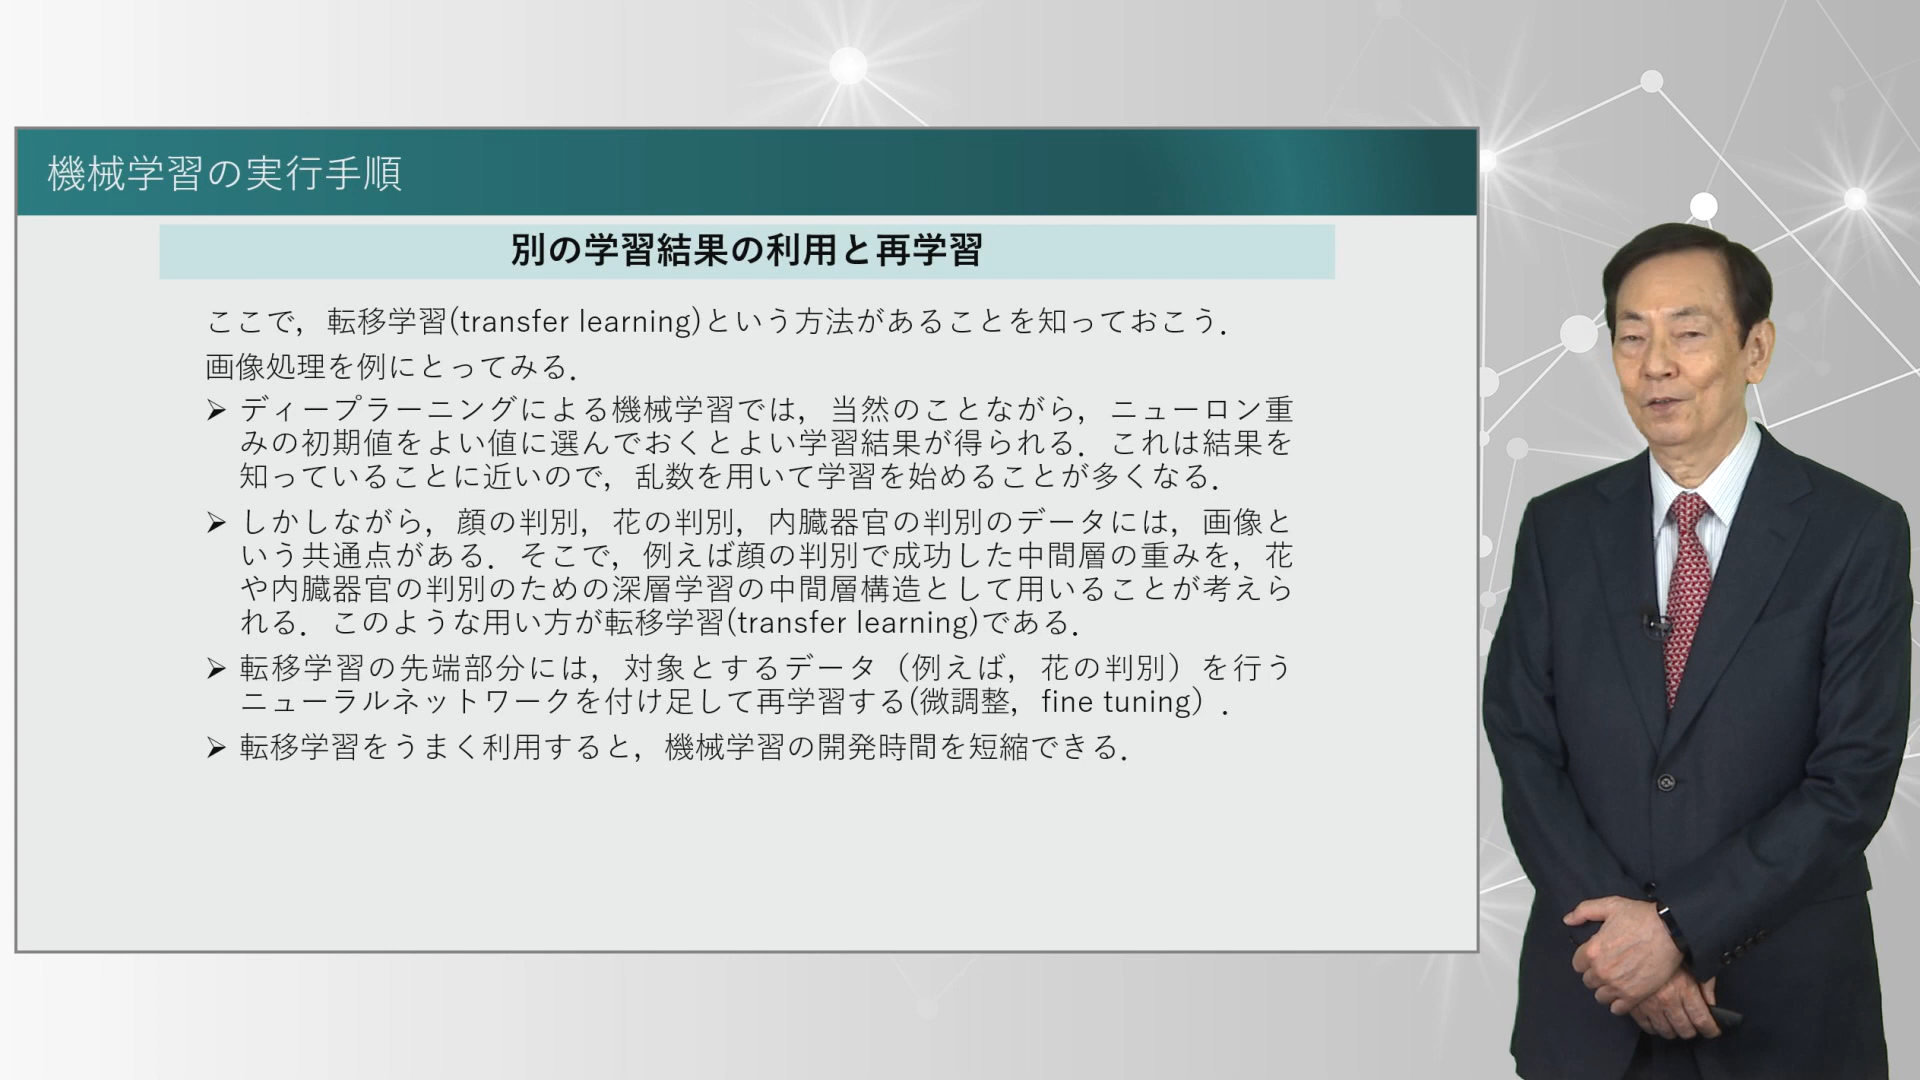 機械学習の実行手順
別の学習結果の利用と再学習
ここで，転移学習(transfer learning)という方法があることを知っておこう．
画像処理を例にとってみる．
➢ ディープラーニングによる機械学習では，当然のことながら，ニューロン重
みの初期値をよい値に選んでおくとよい学習結果が得られる．これは結果を
知っていることに近いので，乱数を用いて学習を始めることが多くなる．
➢ しかしながら，顔の判別，花の判別，内臓器官の判別のデータには，画像と
いう共通点がある．そこで，例えば顔の判別で成功した中間層の重みを，花
や内臓器官の判別のための深層学習の中間層構造として用いることが考えら
れる．このような用い方が転移学習(transfer learning)である．
➢ 転移学習の先端部分には，対象とするデータ（例えば，花の判別）を行う
ニューラルネットワークを付け足して再学習する(微調整，fine tuning）．
➢ 転移学習をうまく利用すると，機械学習の開発時間を短縮できる．